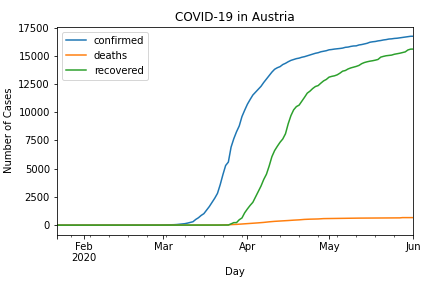 COVID-19 in Austria
17500
15000
12500
10000
7500
5000
2500
0
Number of Cases
confirmed
deaths
recovered
Feb
2020
Mar
Apr
May
Jun
Day